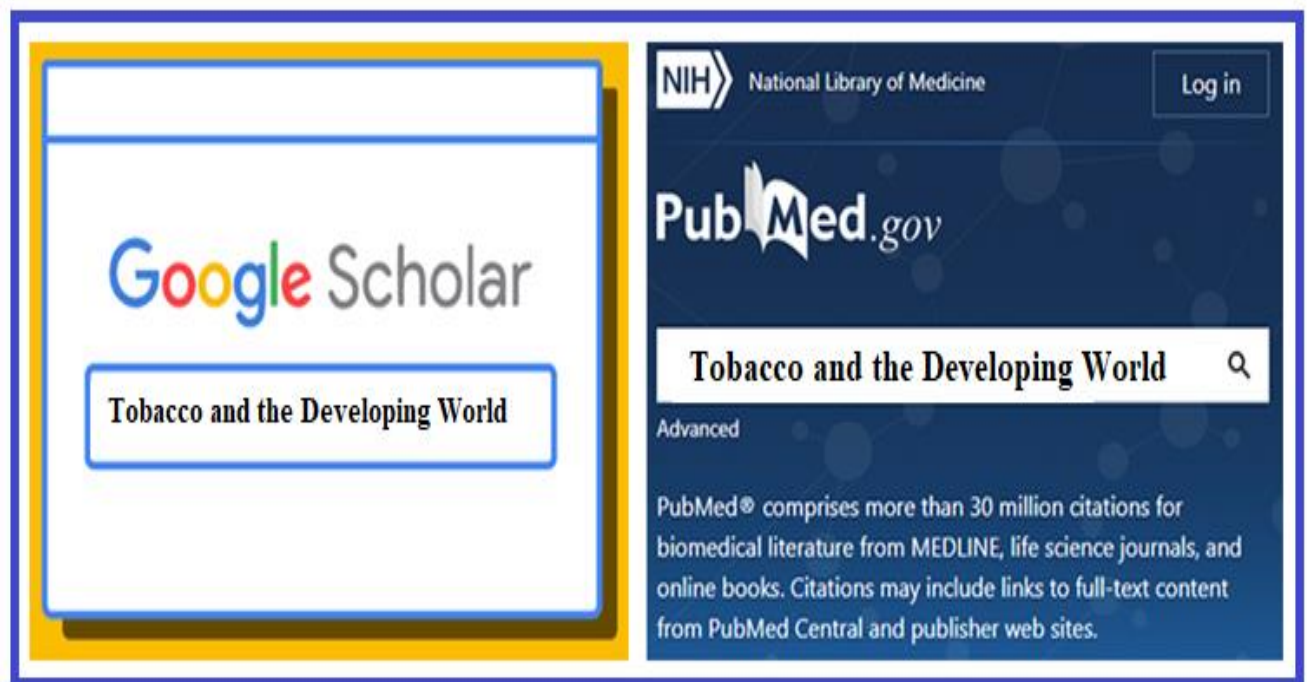 Google Scholar
Tobacco and the Developing World
NIH National Library of Medicine
Log in
PubMed.gov
Tobacco and the Developing World
Advanced
PubMed® comprises more than 30 million citations for
biomedical literature from MEDLINE, life science journals, and
online books. Citations may include links to full-text content
from PubMed Central and publisher web sites.